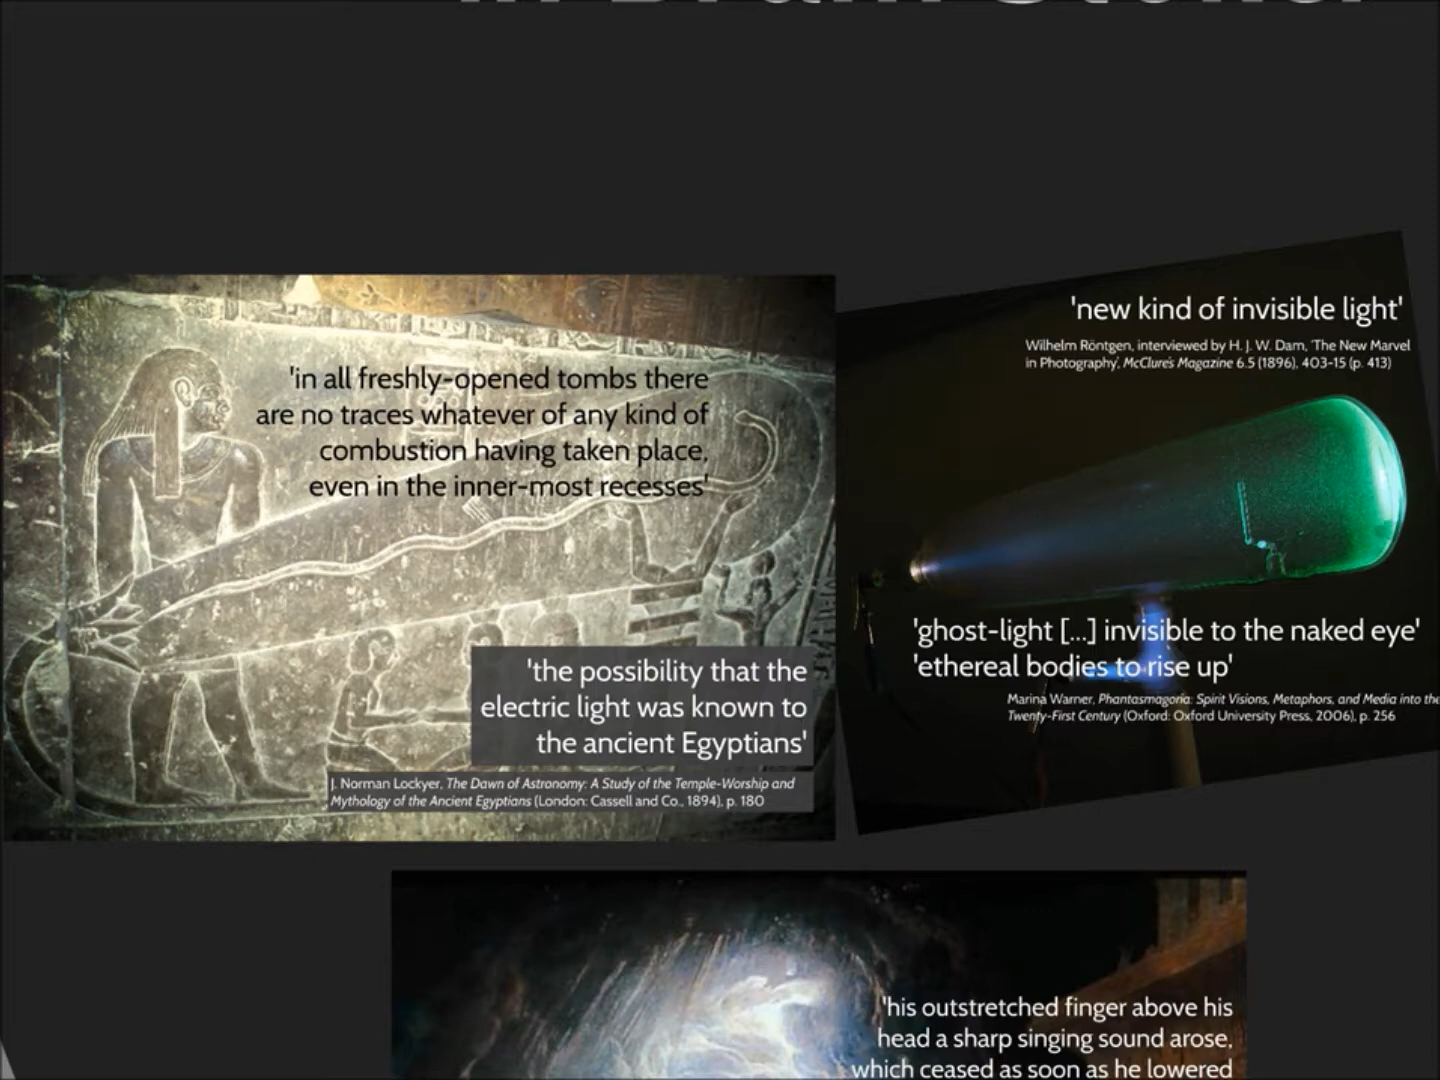 'in all freshly-opened tombs there
are no traces whatever of any kind of
combustion having taken place,
even in the inner-most recesses'
'the possibility that the
electric light was known to
the ancient Egyptians'
J. Norman Lockyer, The Dawn of Astronomy: A Study of the Temple-Worship and
Mythology of the Ancient Egyptians (London: Cassell and Co., 1894), p. 180
'new kind of invisible light'
Wilhelm Röntgen, interviewed by H. J. W. Dam, 'The New Marvel
in Photography', McClure's Magazine 6.5 (1896), 403-15 (p. 413)
'ghost-light [...] invisible to the naked eye'
'ethereal bodies to rise up'
Marina Warner, Phantasmagoria: Spirit Visions, Metaphors, and Media into the
Twenty-First Century (Oxford: Oxford University Press, 2006), p. 256
'his outstretched finger above his
head a sharp singing sound arose,
which ceased as soon as he lowered